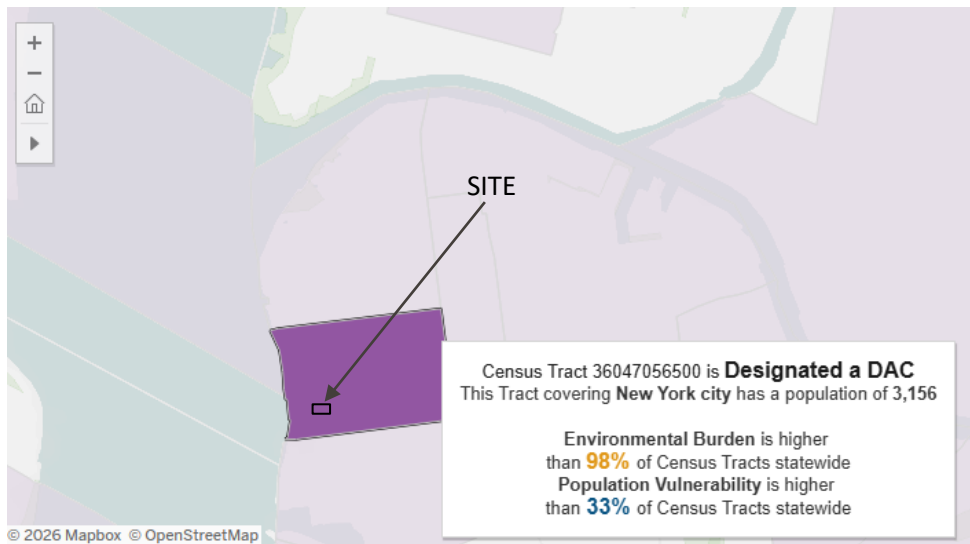 SITE
Census Tract 36047056500 is Designated a DAC
This Tract covering New York city has a population of 3,156
Environmental Burden is higher
than 98% of Census Tracts statewide
Population Vulnerability is higher
than 33% of Census Tracts statewide
© 2026 Mapbox © OpenStreetMap